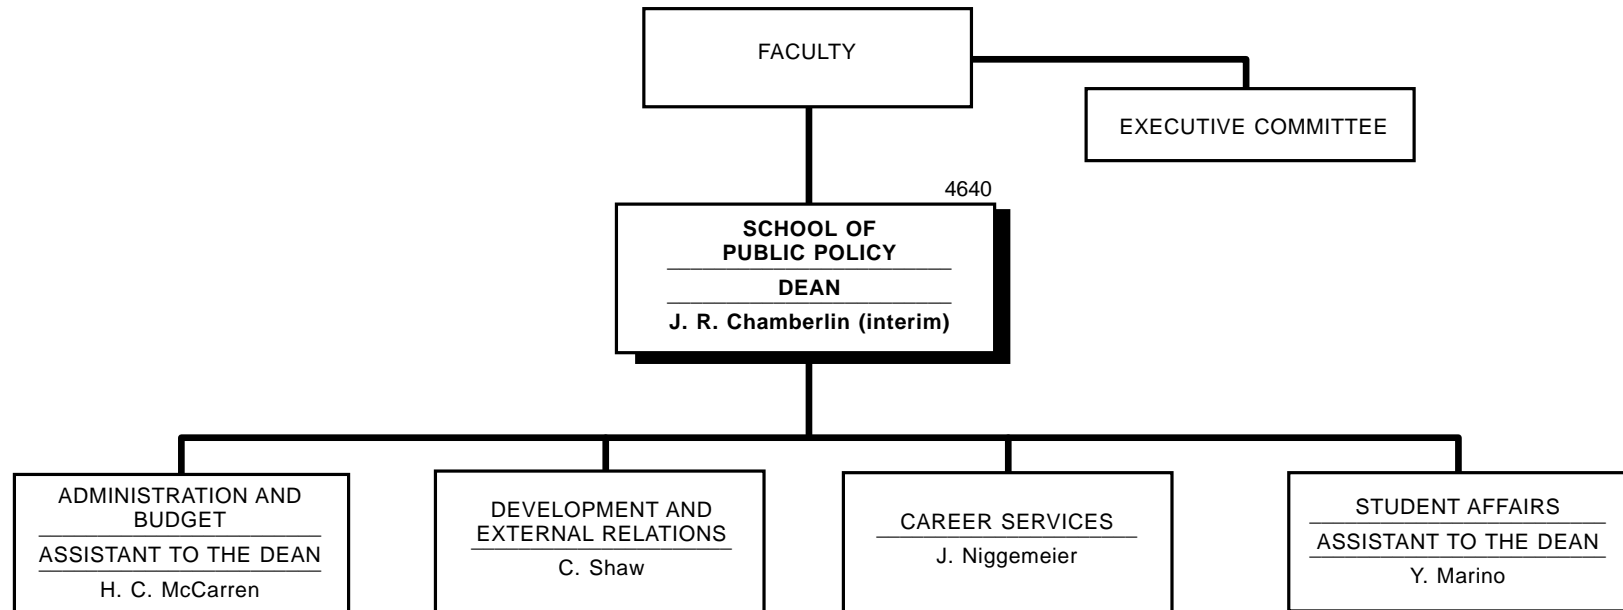 FACULTY
EXECUTIVE COMMITTEE
4640
SCHOOL OF
PUBLIC POLICY
DEAN
J. R. Chamberlin (interim)
ADMINISTRATION AND
BUDGET
ASSISTANT TO THE DEAN
H. C. McCarren
DEVELOPMENT AND
EXTERNAL RELATIONS
C. Shaw
CAREER SERVICES
J. Niggemeier
STUDENT AFFAIRS
ASSISTANT TO THE DEAN
Y. Marino